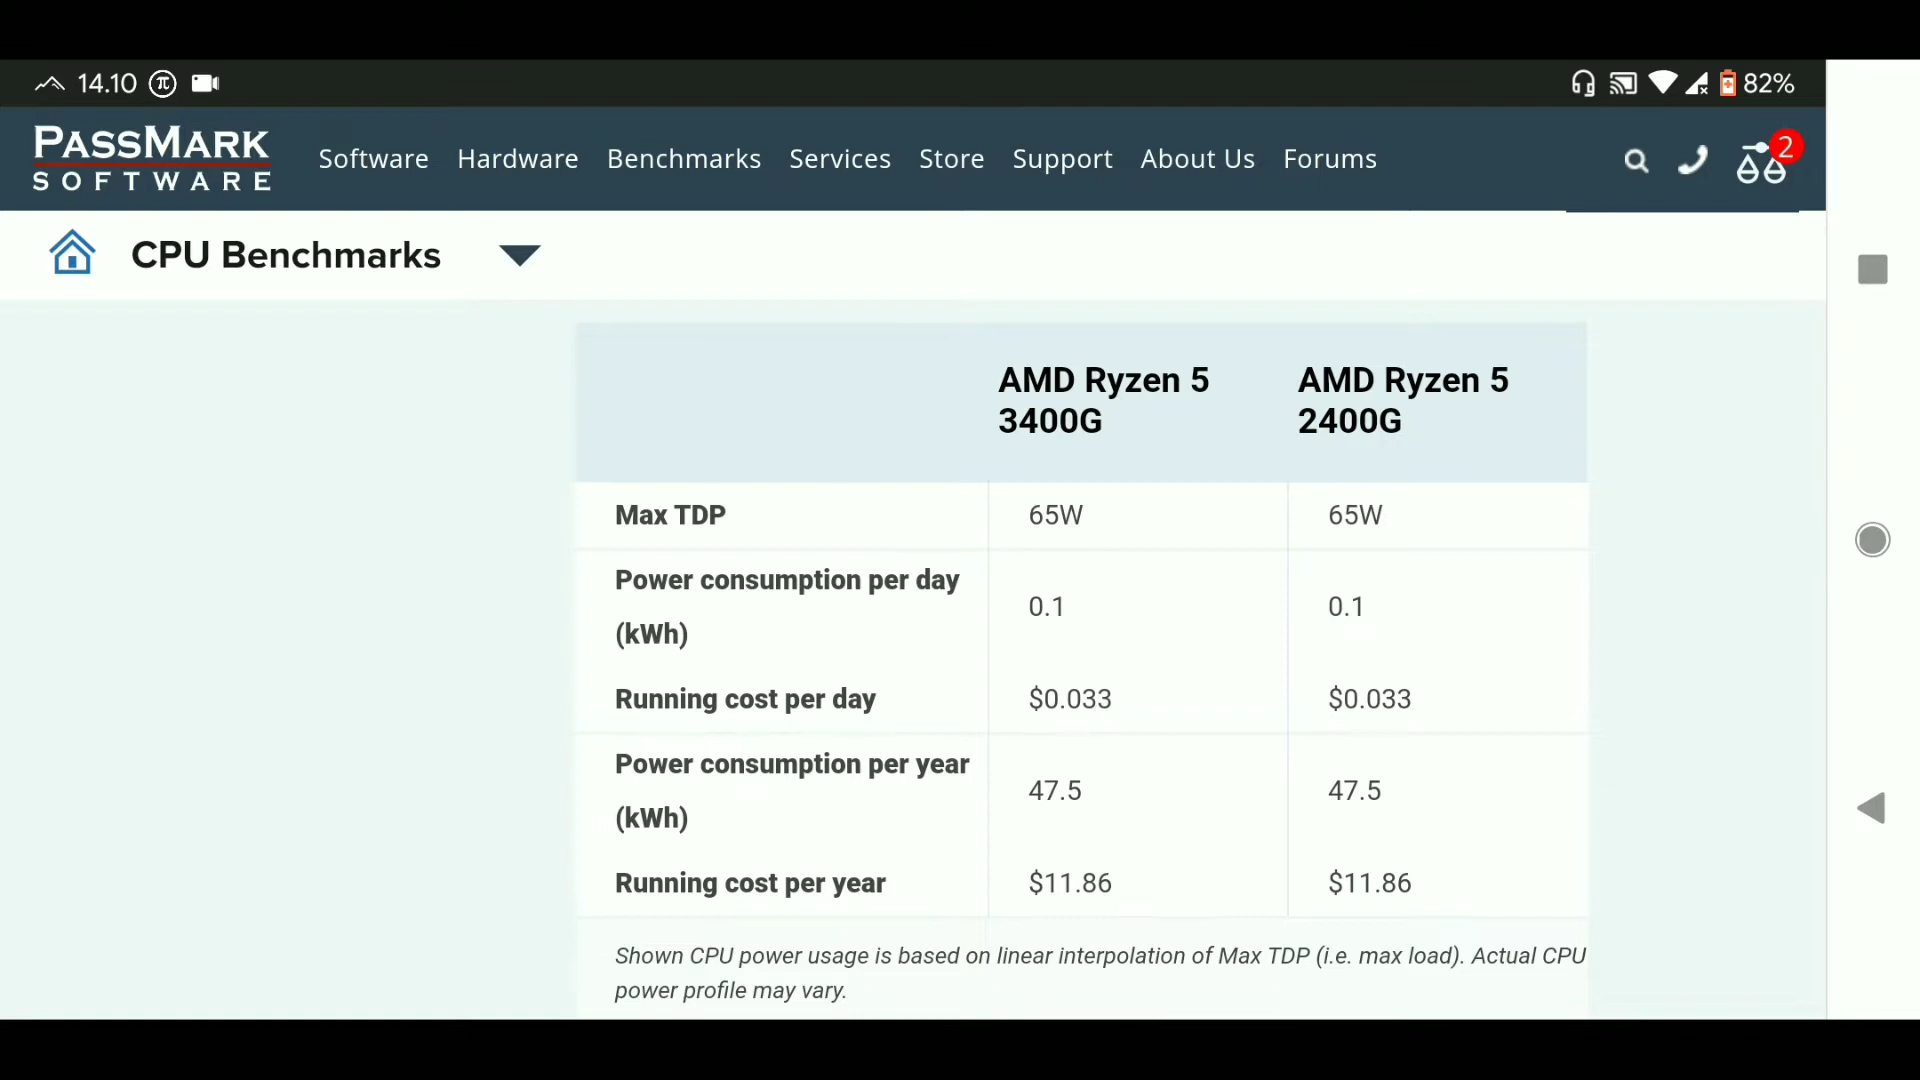 14.10
82%
PASSMARK
SOFTWARE
Software Hardware Benchmarks Services Store Support About Us Forums
2
CPU Benchmarks
AMD Ryzen 5
3400G
AMD Ryzen 5
2400G
Max TDP 65W 65W
Power consumption per day
(kWh)
0.1 0.1
Running cost per day $0.033 $0.033
Power consumption per year
(kWh)
47.5 47.5
Running cost per year $11.86 $11.86
Shown CPU power usage is based on linear interpolation of Max TDP (i.e. max load). Actual CPU
power profile may vary.